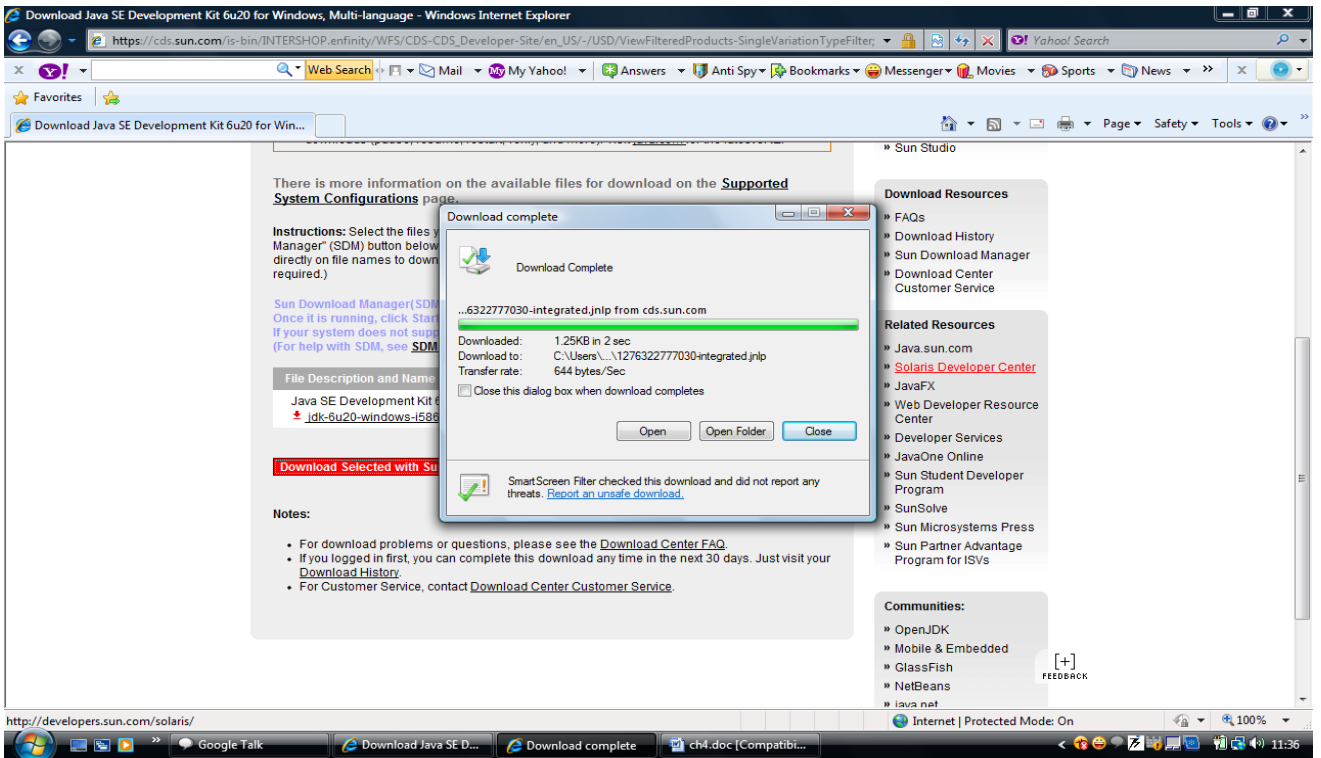 Download Java SE Development Kit 6u20 for Windows, Multi-language - Windows Internet Explorer
https://cds.sun.com/is-bin/INTERSHOP.enfinity/WFS/CDS-CDS_Developer-Site/en_US/-/USD/ViewFilteredProducts-SingleVariationTypeFilter;
Yahoo! Search
Web Search Mail My Yahoo! Answers Anti Spy Bookmarks Messenger Movies Sports News
Favorites
Download Java SE Development Kit 6u20 for Win...
Page Safety Tools
There is more information on the available files for download on the Supported
System Configurations page.
Instructions: Select the files
Manager" (SDM) button below
directly on file names to down
required.)
Sun Download Manager(SDM
Once it is running, click Start
If your system does not supp
(For help with SDM, see SDM
File Description and Name
Java SE Development Kit 6
jdk-6u20-windows-i586
Download Selected with Su
Notes:
• For download problems or questions, please see the Download Center FAQ.
• If you logged in first, you can complete this download any time in the next 30 days. Just visit your
Download History.
• For Customer Service, contact Download Center Customer Service.
Download complete
Download Complete
...6322777030-integrated.jnlp from cds.sun.com
Downloaded: 1.25KB in 2 sec
Download to: C:\Users\...\1276322777030-integrated.jnlp
Transfer rate: 644 bytes/Sec
Close this dialog box when download completes
Open Open Folder Close
SmartScreen Filter checked this download and did not report any
threats. Report an unsafe download.
» Sun Studio
Download Resources
» FAQs
» Download History
» Sun Download Manager
» Download Center
Customer Service
Related Resources
» Java.sun.com
» Solaris Developer Center
» JavaFX
» Web Developer Resource
Center
» Developer Services
» JavaOne Online
» Sun Student Developer
Program
» SunSolve
» Sun Microsystems Press
» Sun Partner Advantage
Program for ISVs
Communities:
» OpenJDK
» Mobile & Embedded
» GlassFish
» NetBeans
» java.net
[+]
FEEDBACK
http://developers.sun.com/solaris/
Internet | Protected Mode: On
100%
Google Talk
Download Java SE D...
Download complete
ch4.doc [Compatibi...
11:36